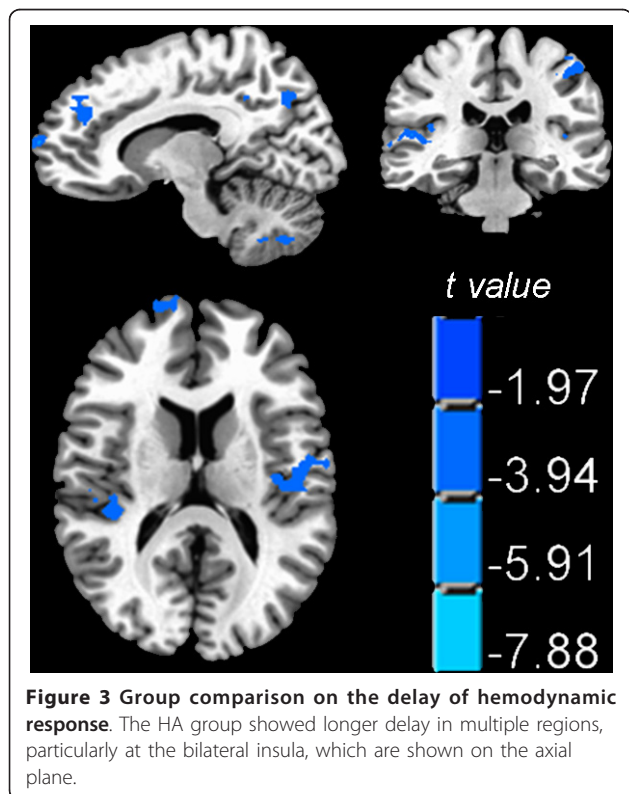 t value
-1.97
-3.94
-5.91
-7.88
Figure 3 Group comparison on the delay of hemodynamic
response. The HA group showed longer delay in multiple regions,
particularly at the bilateral insula, which are shown on the axial
plane.